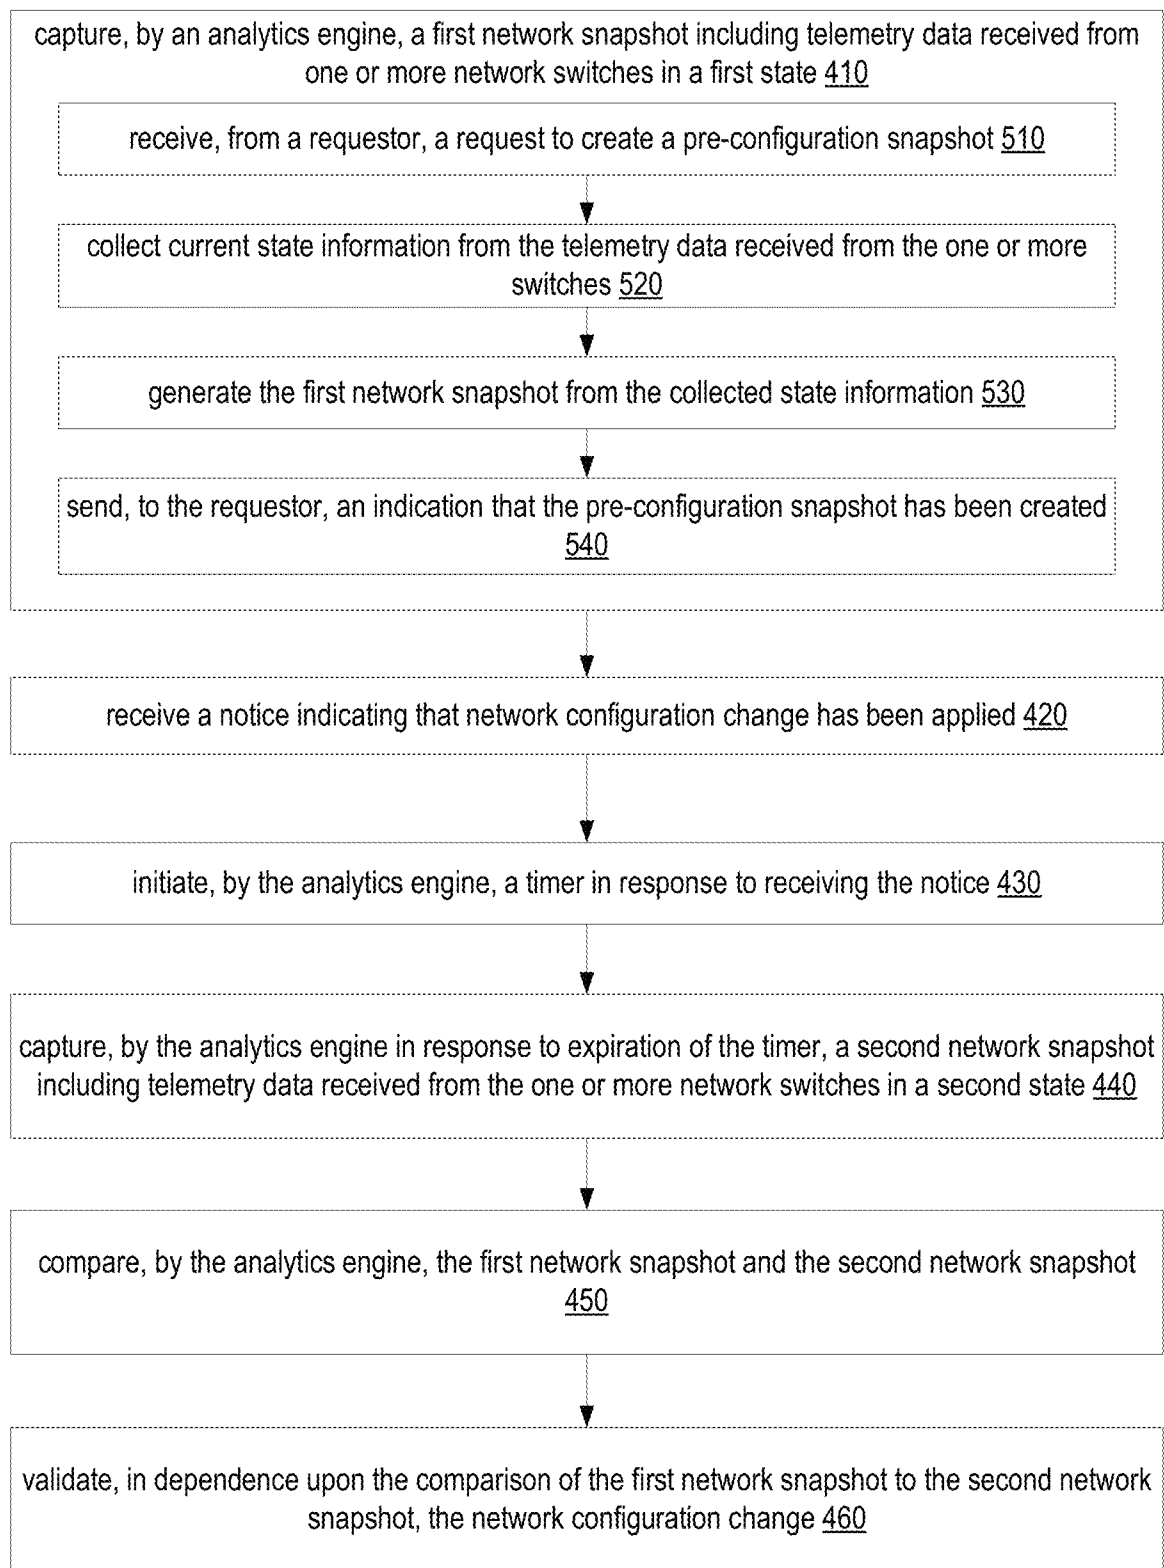 capture, by an analytics engine, a first network snapshot including telemetry data received from
one or more network switches in a first state 410
receive, from a requestor, a request to create a pre-configuration snapshot 510
collect current state information from the telemetry data received from the one or more
switches 520
generate the first network snapshot from the collected state information 530
send, to the requestor, an indication that the pre-configuration snapshot has been created
540
receive a notice indicating that network configuration change has been applied 420
initiate, by the analytics engine, a timer in response to receiving the notice 430
capture, by the analytics engine in response to expiration of the timer, a second network snapshot
including telemetry data received from the one or more network switches in a second state 440
compare, by the analytics engine, the first network snapshot and the second network snapshot
450
validate, in dependence upon the comparison of the first network snapshot to the second network
snapshot, the network configuration change 460